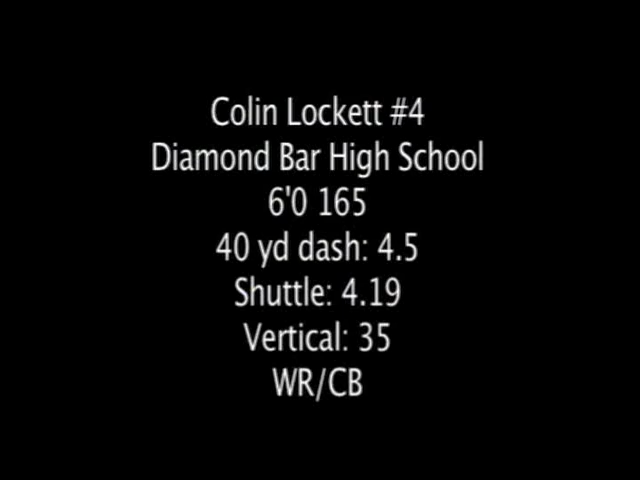 Colin Lockett #4
Diamond Bar High School
6'0 165
40 yd dash: 4.5
Shuttle: 4.19
Vertical: 35
WR/CB